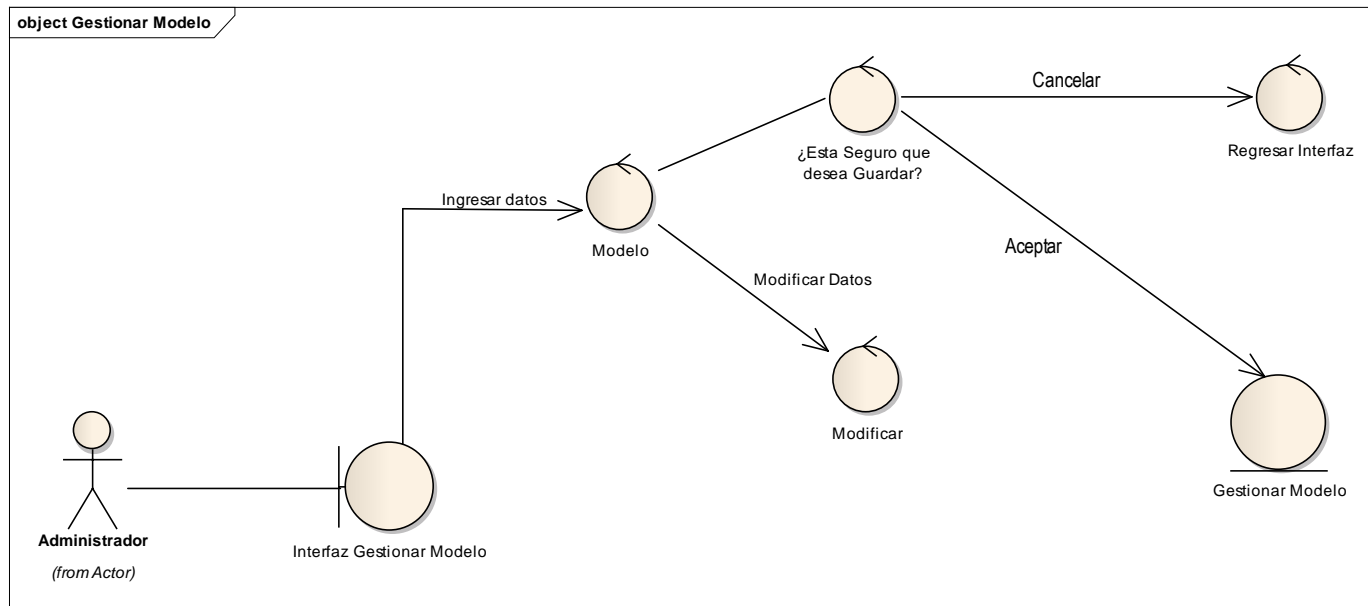 object Gestionar Modelo
Cancelar
¿Esta Seguro que
desea Guardar?
Regresar Interfaz
Ingresar datos
Modelo
Aceptar
Modificar Datos
Modificar
Gestionar Modelo
Administrador
(from Actor)
Interfaz Gestionar Modelo